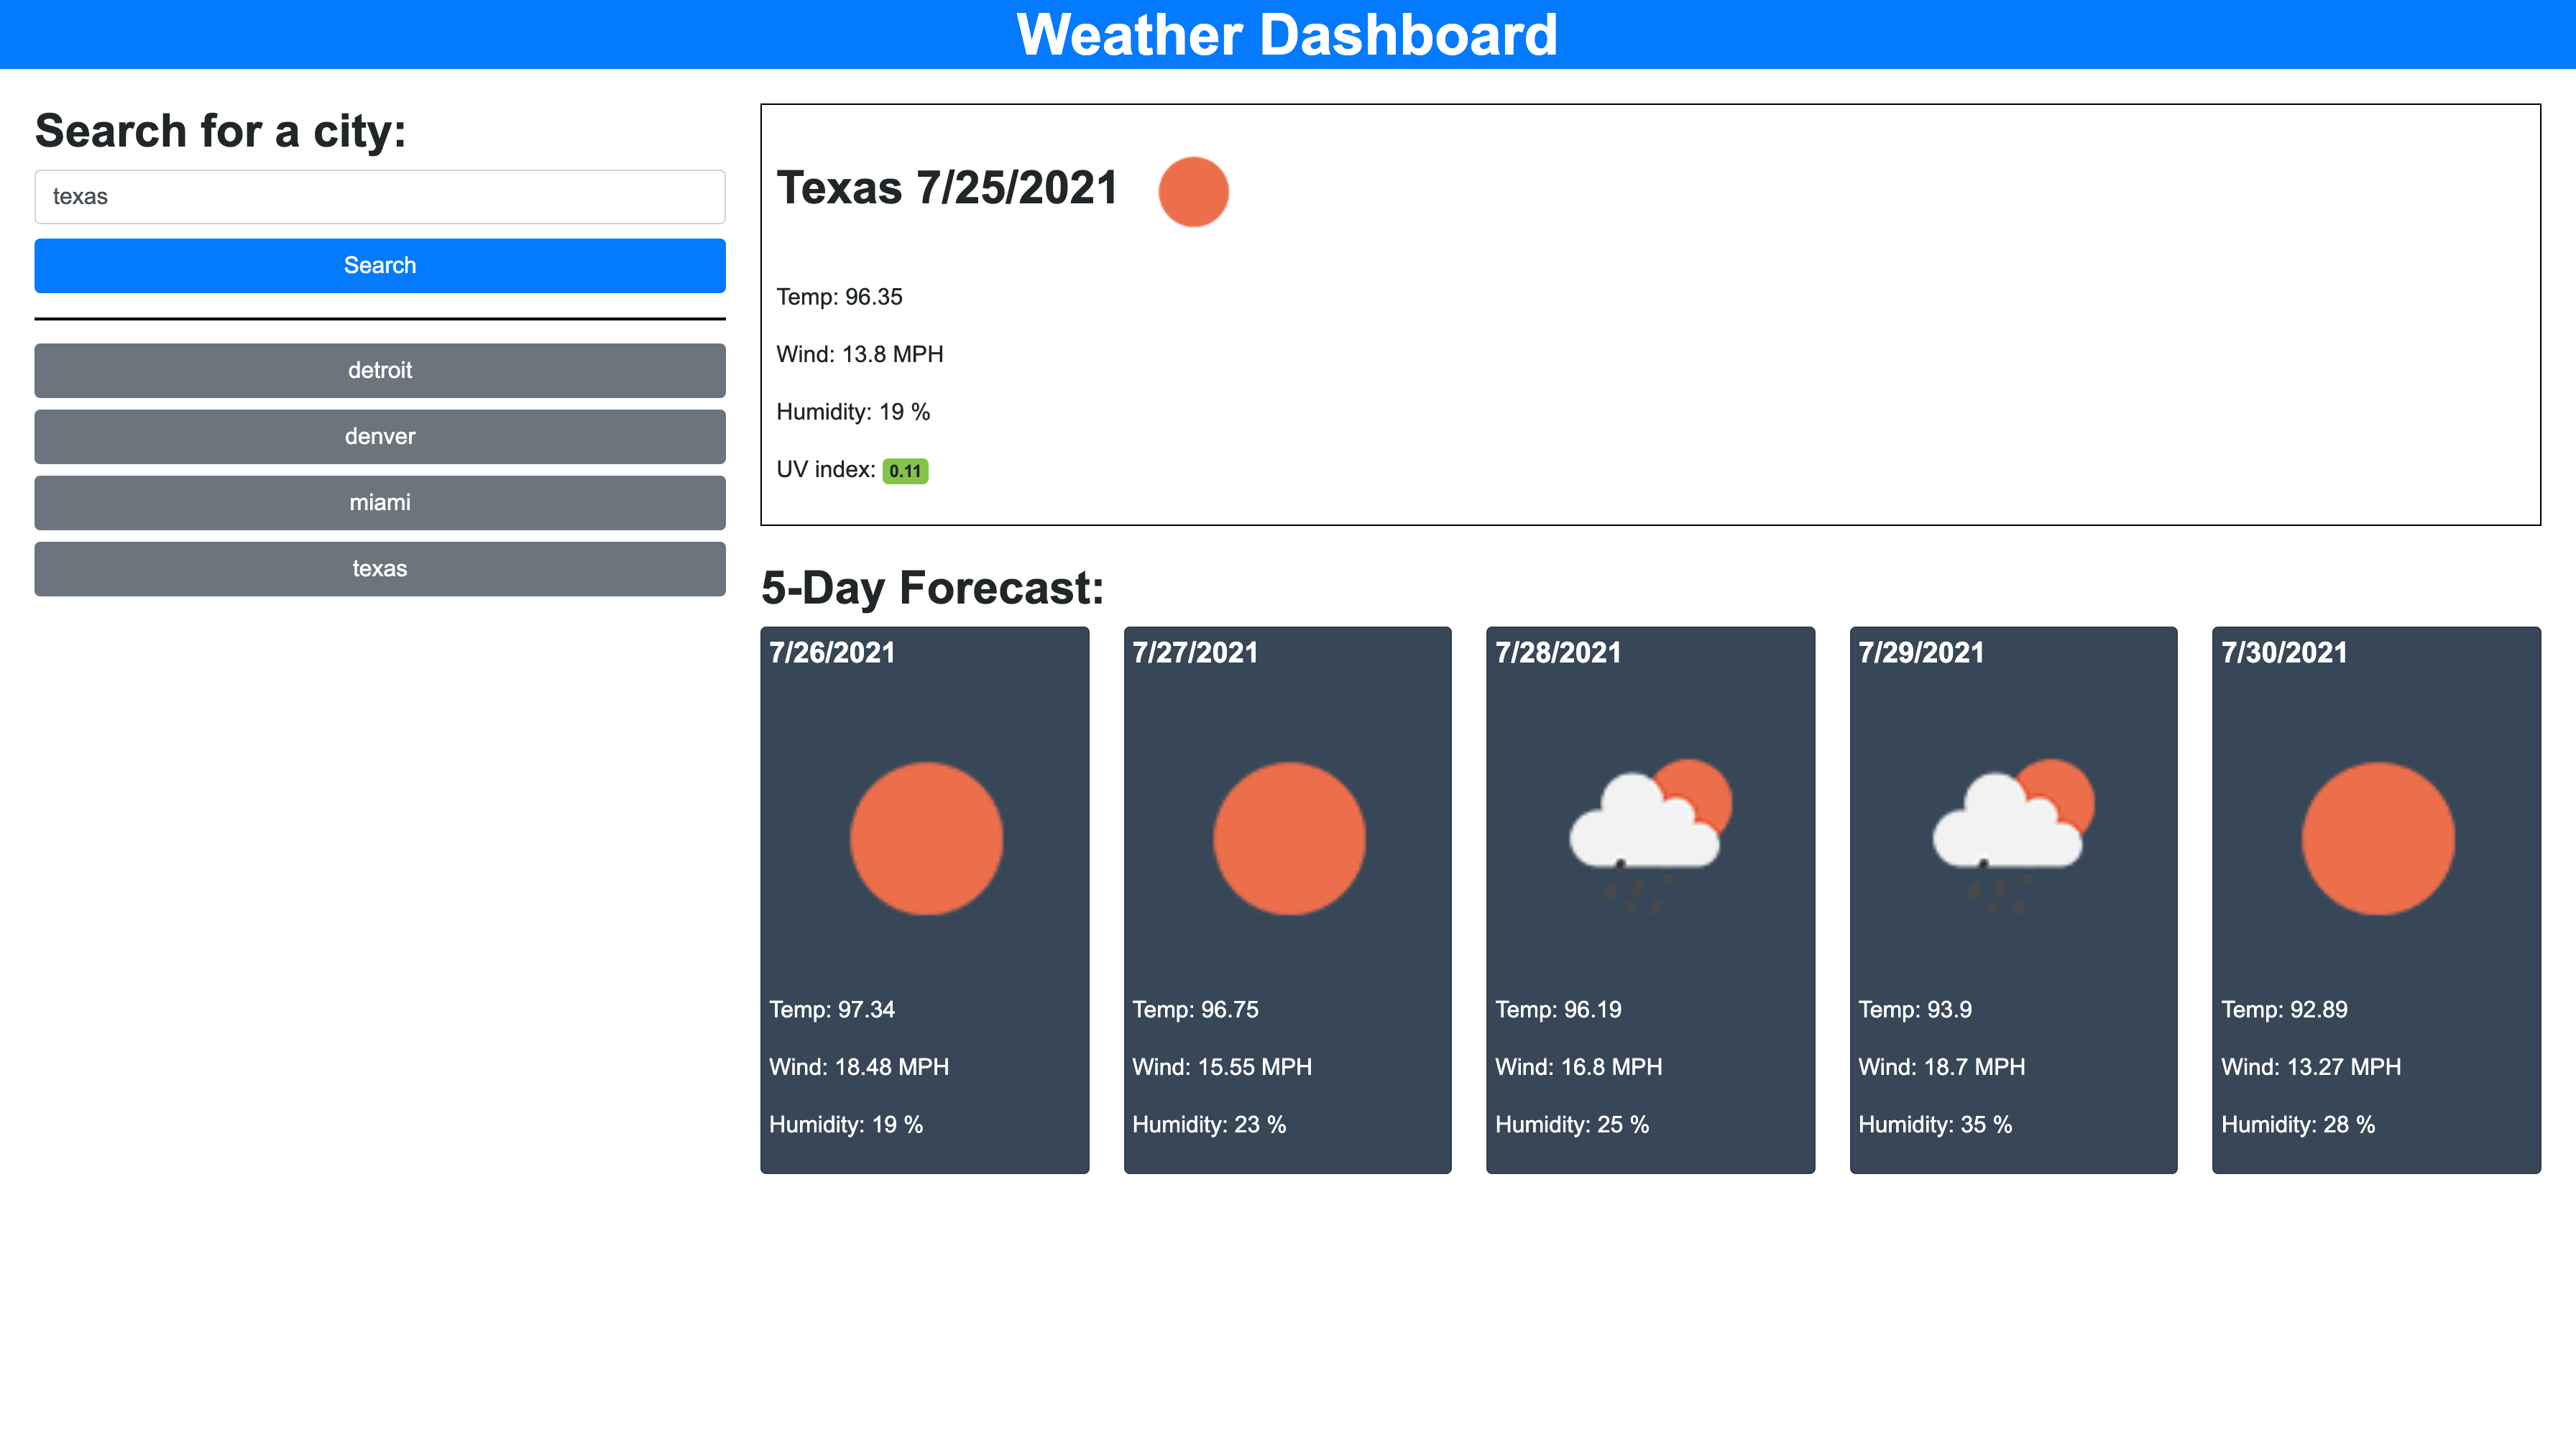 Weather Dashboard
Search for a city:
texas
Search
detroit
denver
miami
texas
Texas 7/25/2021
Temp: 96.35
Wind: 13.8 MPH
Humidity: 19 %
UV index: 0.11
5-Day Forecast:
7/26/2021
Temp: 97.34
Wind: 18.48 MPH
Humidity: 19 %
7/27/2021
Temp: 96.75
Wind: 15.55 MPH
Humidity: 23 %
7/28/2021
Temp: 96.19
Wind: 16.8 MPH
Humidity: 25 %
7/29/2021
Temp: 93.9
Wind: 18.7 MPH
Humidity: 35 %
7/30/2021
Temp: 92.89
Wind: 13.27 MPH
Humidity: 28 %